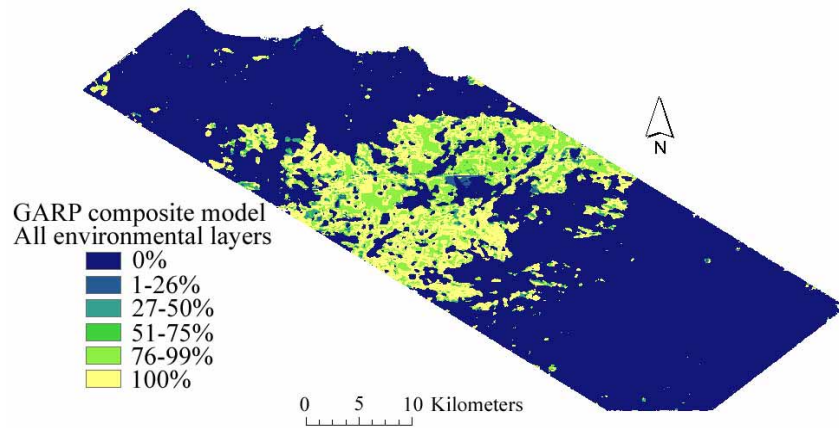 N
GARP composite model
All environmental layers
0%
1-26%
27-50%
51-75%
76-99%
100%
0 5 10 Kilometers